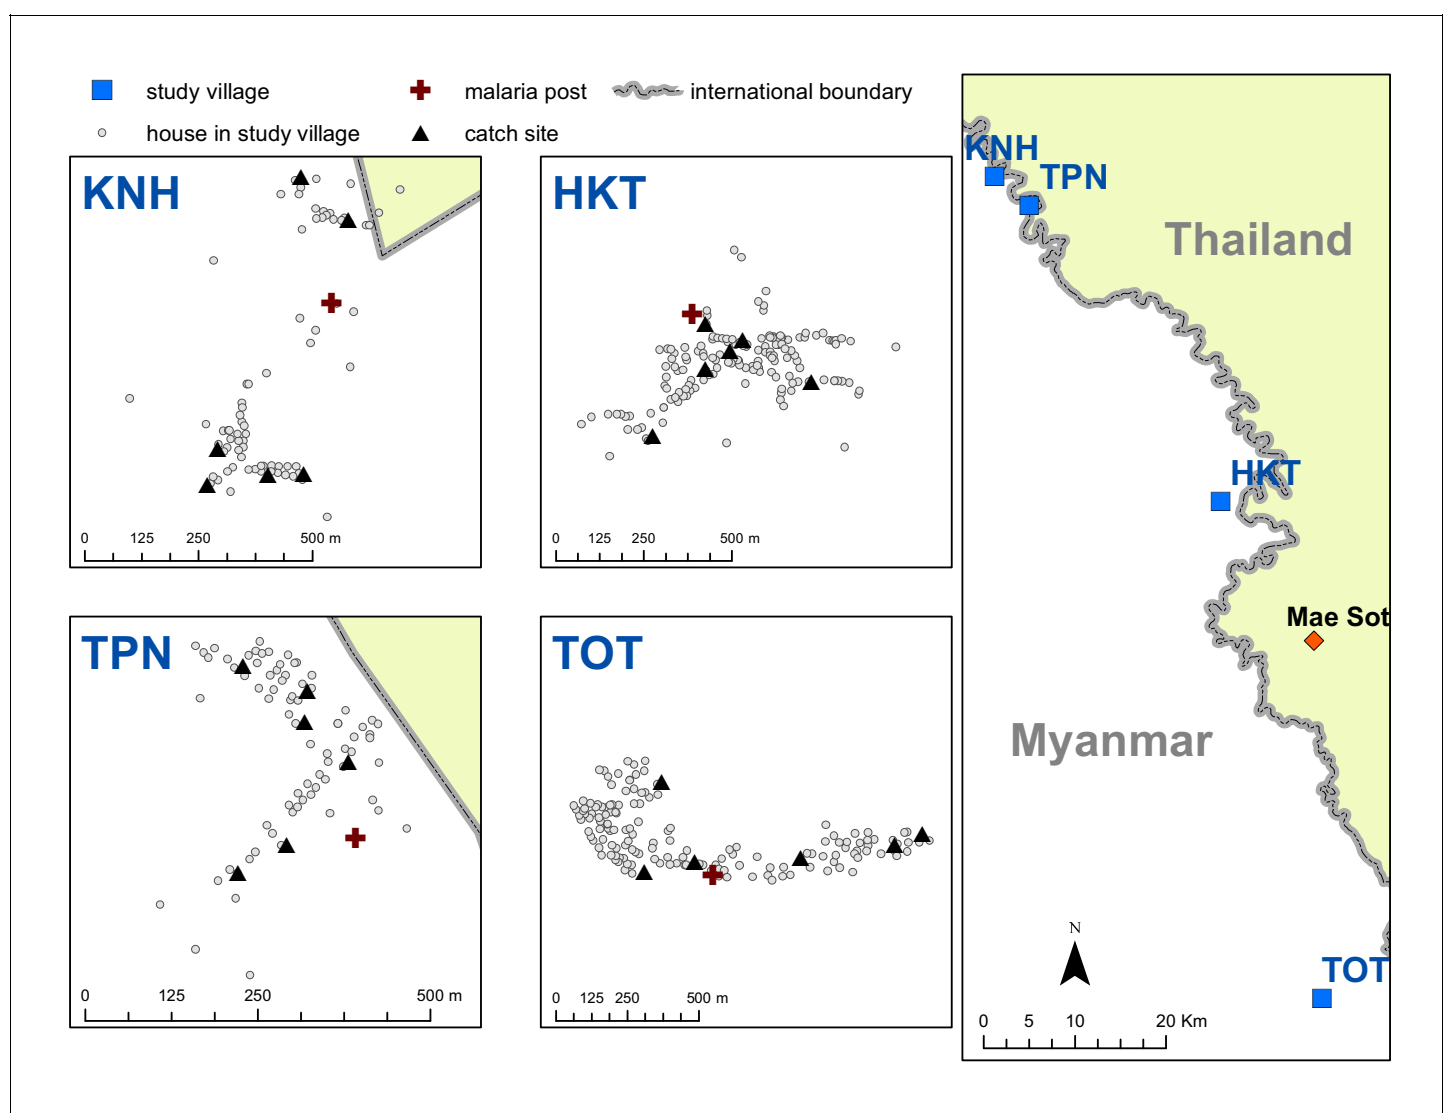 study village
malaria post
international boundary
house in study village
catch site
KNH
0 125 250 500 m
HKT
0 125 250 500 m
TPN
0 125 250 500 m
TOT
0 125 250 500 m
KNH
TPN
Thailand
HKT
Mae Sot
Myanmar
N
TOT
0 5 10 20 Km